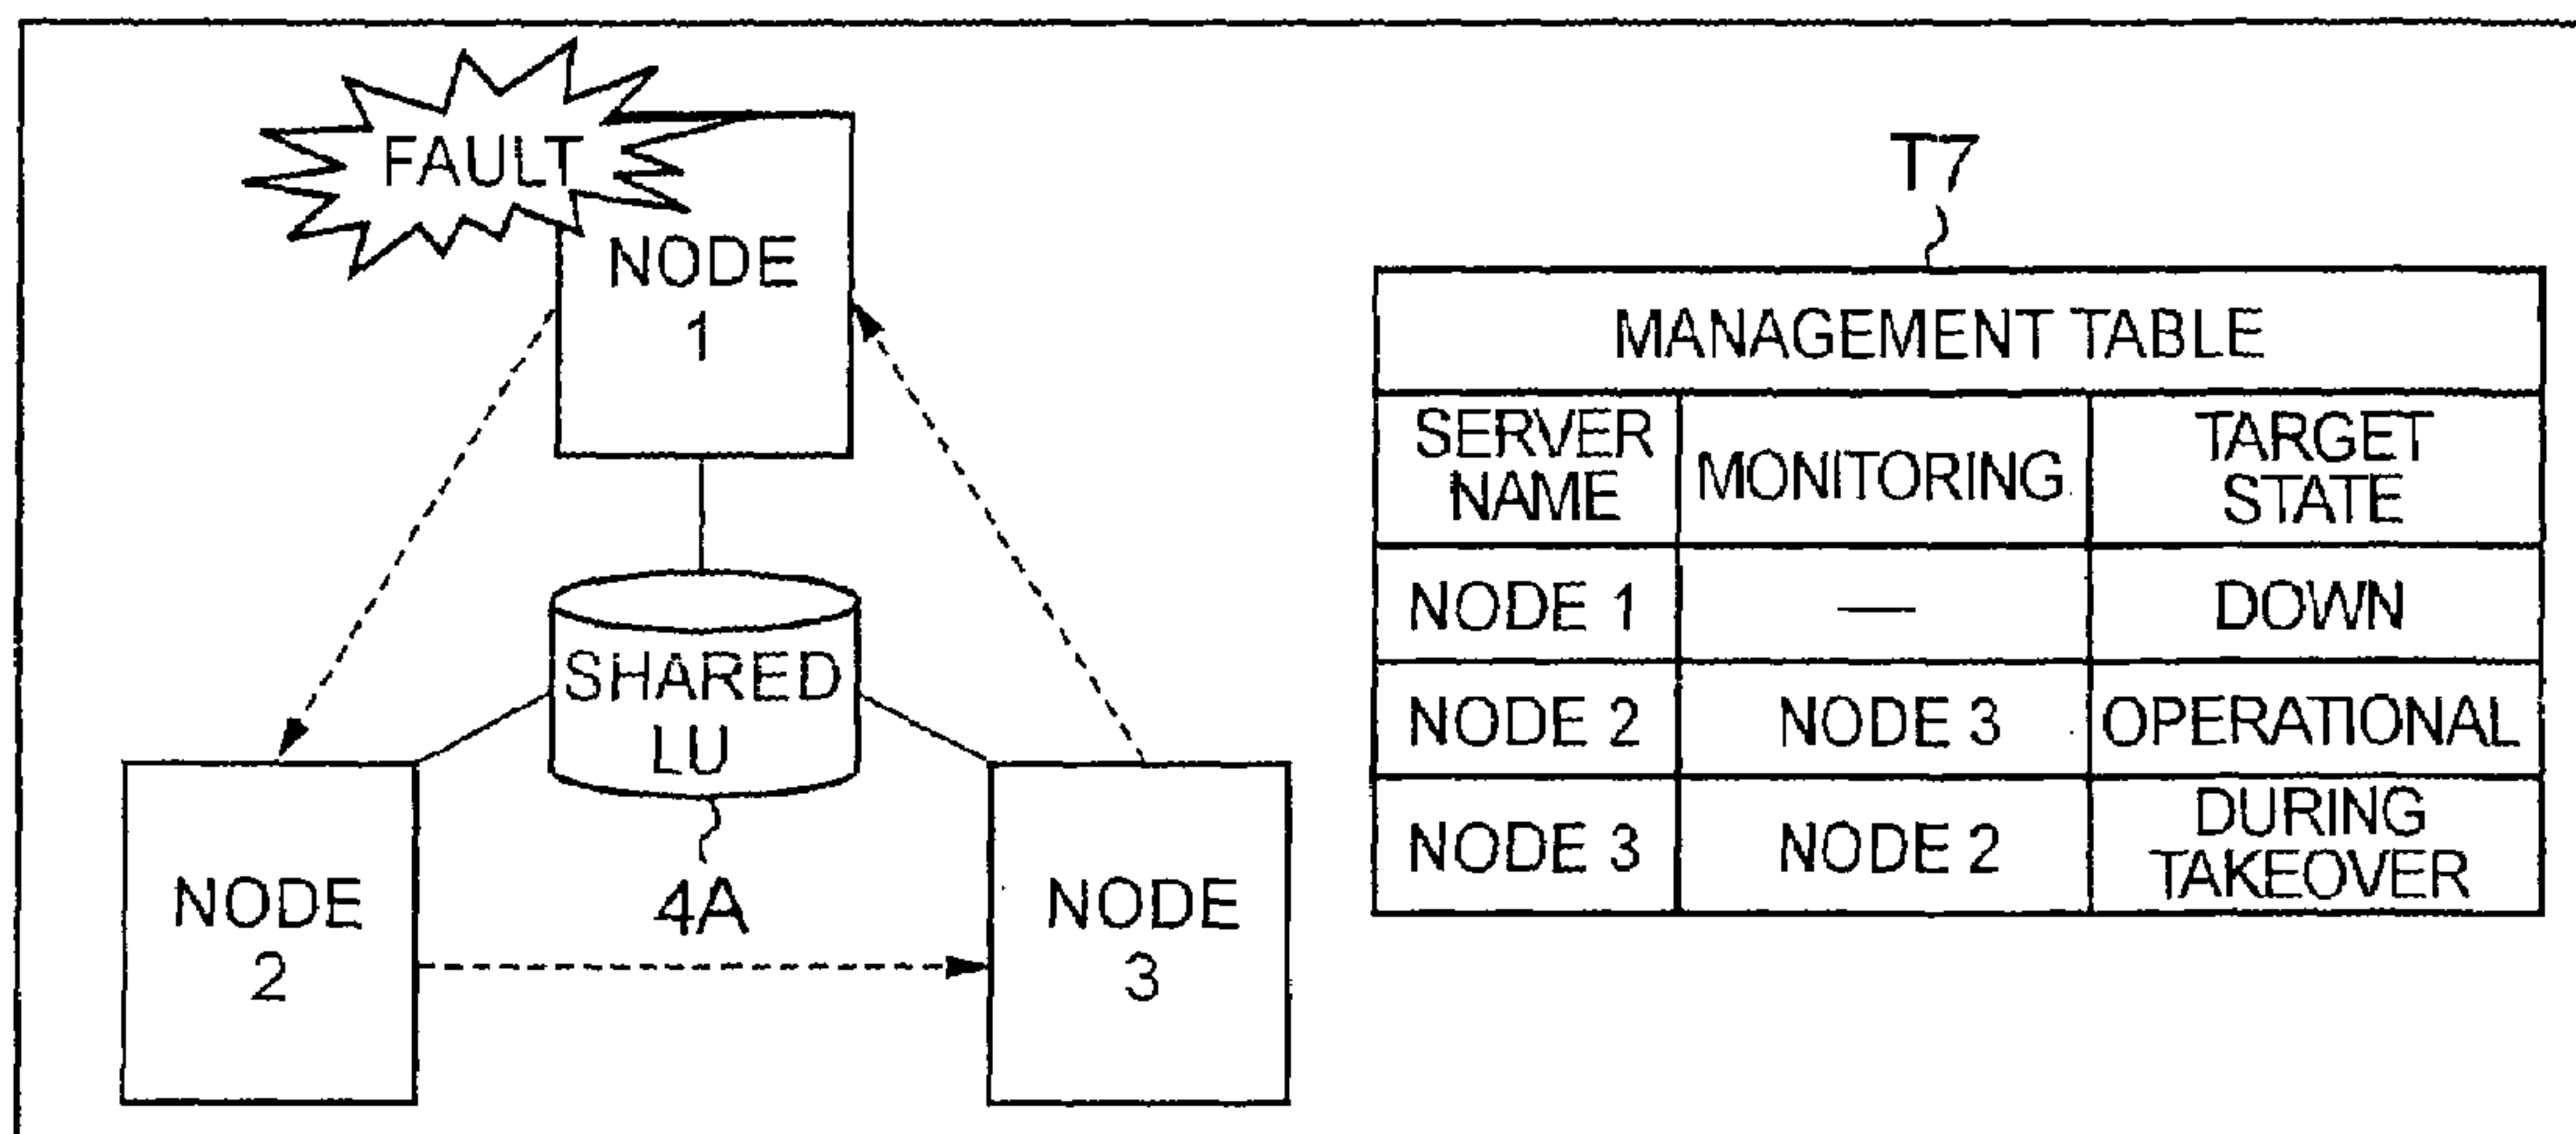 FAULT
NODE
1
SHARED
LU
4A
NODE
2
NODE
3
T7
MANAGEMENT TABLE
SERVER NAME MONITORING TARGET STATE
NODE 1 — DOWN
NODE 2 NODE 3 OPERATIONAL
NODE 3 NODE 2 DURING TAKEOVER